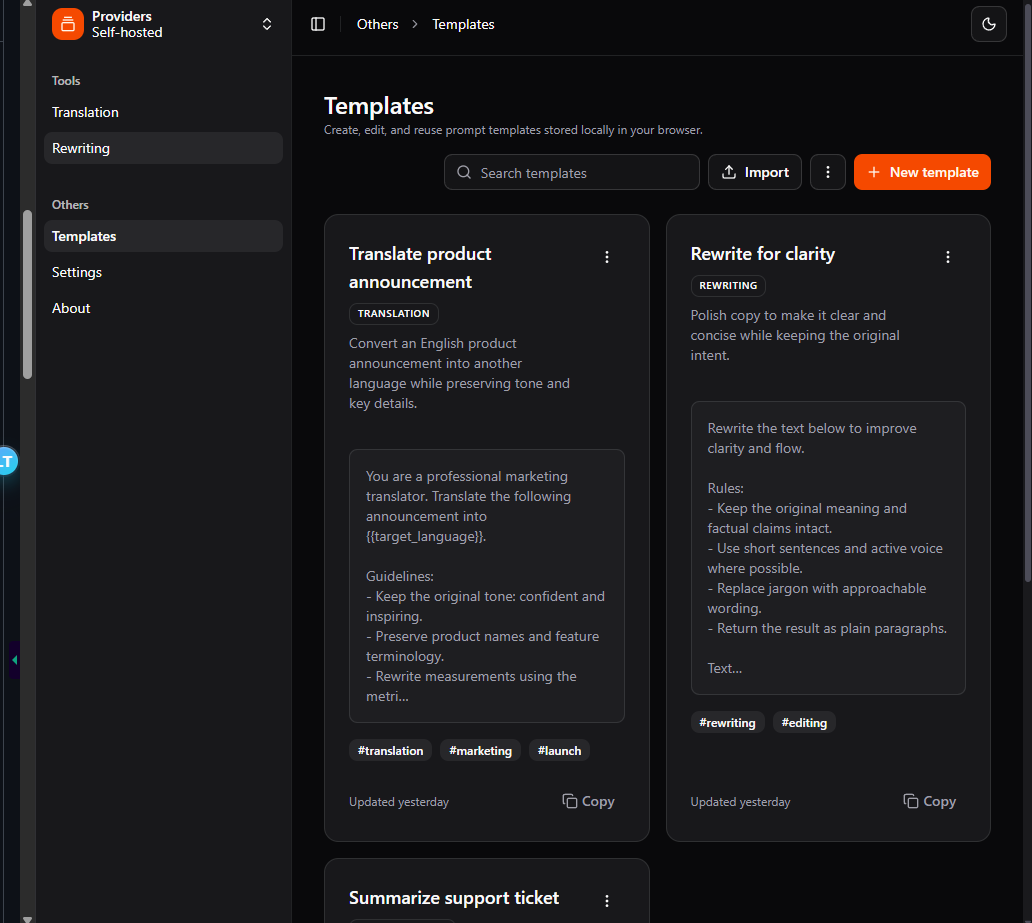 Providers
Self-hosted
Tools
Translation
Rewriting
Others
Templates
Settings
About
LT
Others > Templates
Templates
Create, edit, and reuse prompt templates stored locally in your browser.
Search templates
Import
+ New template
Translate product
announcement
TRANSLATION
Convert an English product
announcement into another
language while preserving tone and
key details.
You are a professional marketing
translator. Translate the following
announcement into
{{target_language}}.
Guidelines:
- Keep the original tone: confident and
inspiring.
- Preserve product names and feature
terminology.
- Rewrite measurements using the
metri...
#translation #marketing #launch
Updated yesterday
Copy
Rewrite for clarity
REWRITING
Polish copy to make it clear and
concise while keeping the original
intent.
Rewrite the text below to improve
clarity and flow.
Rules:
- Keep the original meaning and
factual claims intact.
- Use short sentences and active voice
where possible.
- Replace jargon with approachable
wording.
- Return the result as plain paragraphs.
Text...
#rewriting #editing
Updated yesterday
Copy
Summarize support ticket